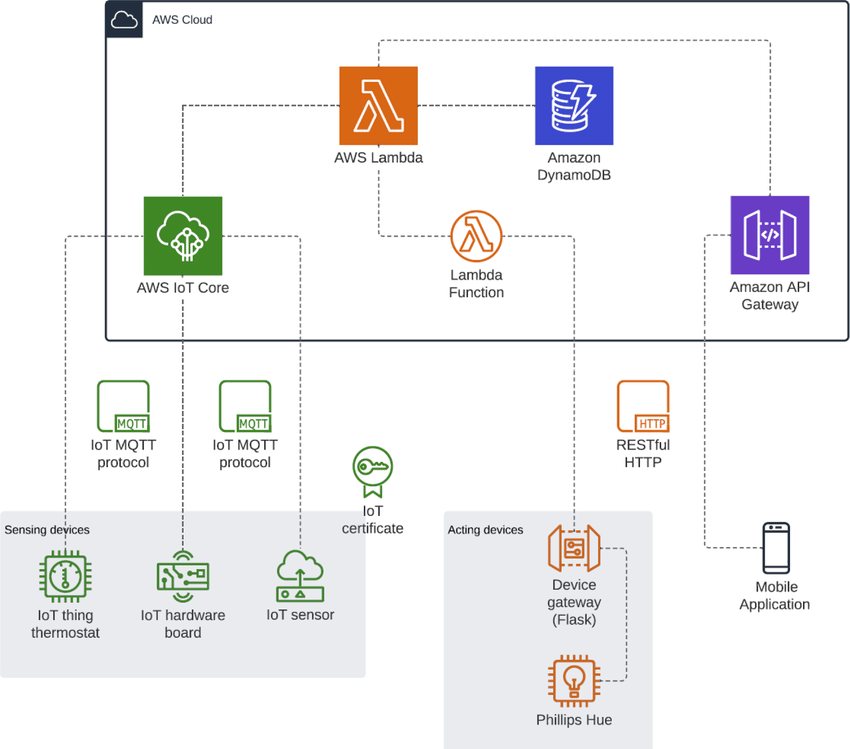 AWS Cloud
AWS Lambda
Amazon
DynamoDB
AWS IoT Core
Lambda
Function
Amazon API
Gateway
MQTT
IoT MQTT
protocol
MQTT
IoT MQTT
protocol
HTTP
RESTful
HTTP
IoT
certificate
Sensing devices
IoT thing
thermostat
IoT hardware
board
IoT sensor
Acting devices
Device
gateway
(Flask)
Phillips Hue
Mobile
Application